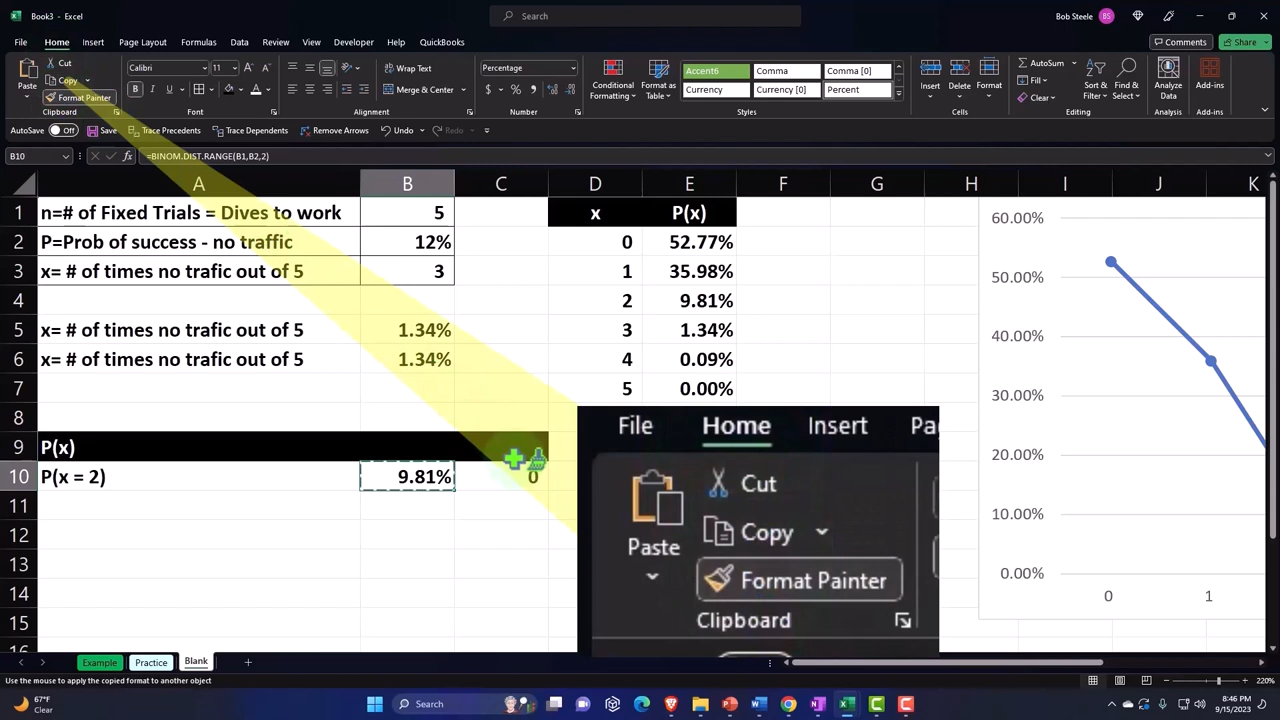 Book3 - Excel
Search
Bob Steele
BS
File Home Insert Page Layout Formulas Data Review View Developer Help QuickBooks
Comments
Share
Paste
Cut
Copy
Format Painter
Clipboard
Calibri 11
B I U
Font
Wrap Text
Merge & Center
Alignment
Percentage
$ %
Number
Conditional Formatting
Format as Table
Accent6 Comma Comma [0]
Currency Currency [0] Percent
Styles
Insert Delete Format
Cells
AutoSum
Fill
Clear
Sort & Filter
Find & Select
Editing
Analyze Data
Analysis
Add-ins
Add-ins
AutoSave Off Save Trace Precedents Trace Dependents Remove Arrows Undo Redo
B10 fx =BINOM.DIST.RANGE(B1,B2,2)
A B C D E F G H I J K
1 n=# of Fixed Trials = Dives to work 5 x P(x)
2 P=Prob of success - no traffic 12% 0 52.77%
3 x= # of times no trafic out of 5 3 1 35.98%
4 2 9.81%
5 x= # of times no trafic out of 5 1.34% 3 1.34%
6 x= # of times no trafic out of 5 1.34% 4 0.09%
7 5 0.00%
8
9 P(x)
10 P(x = 2) 9.81% 0
11
12
13
14
15
16
60.00%
50.00%
40.00%
30.00%
20.00%
10.00%
0.00%
0 1
File Home Insert Pa
Cut
Copy
Paste
Format Painter
Clipboard
Example Practice Blank
Use the mouse to apply the copied format to another object
220%
67°F
Clear
Search
8:46 PM
9/15/2023